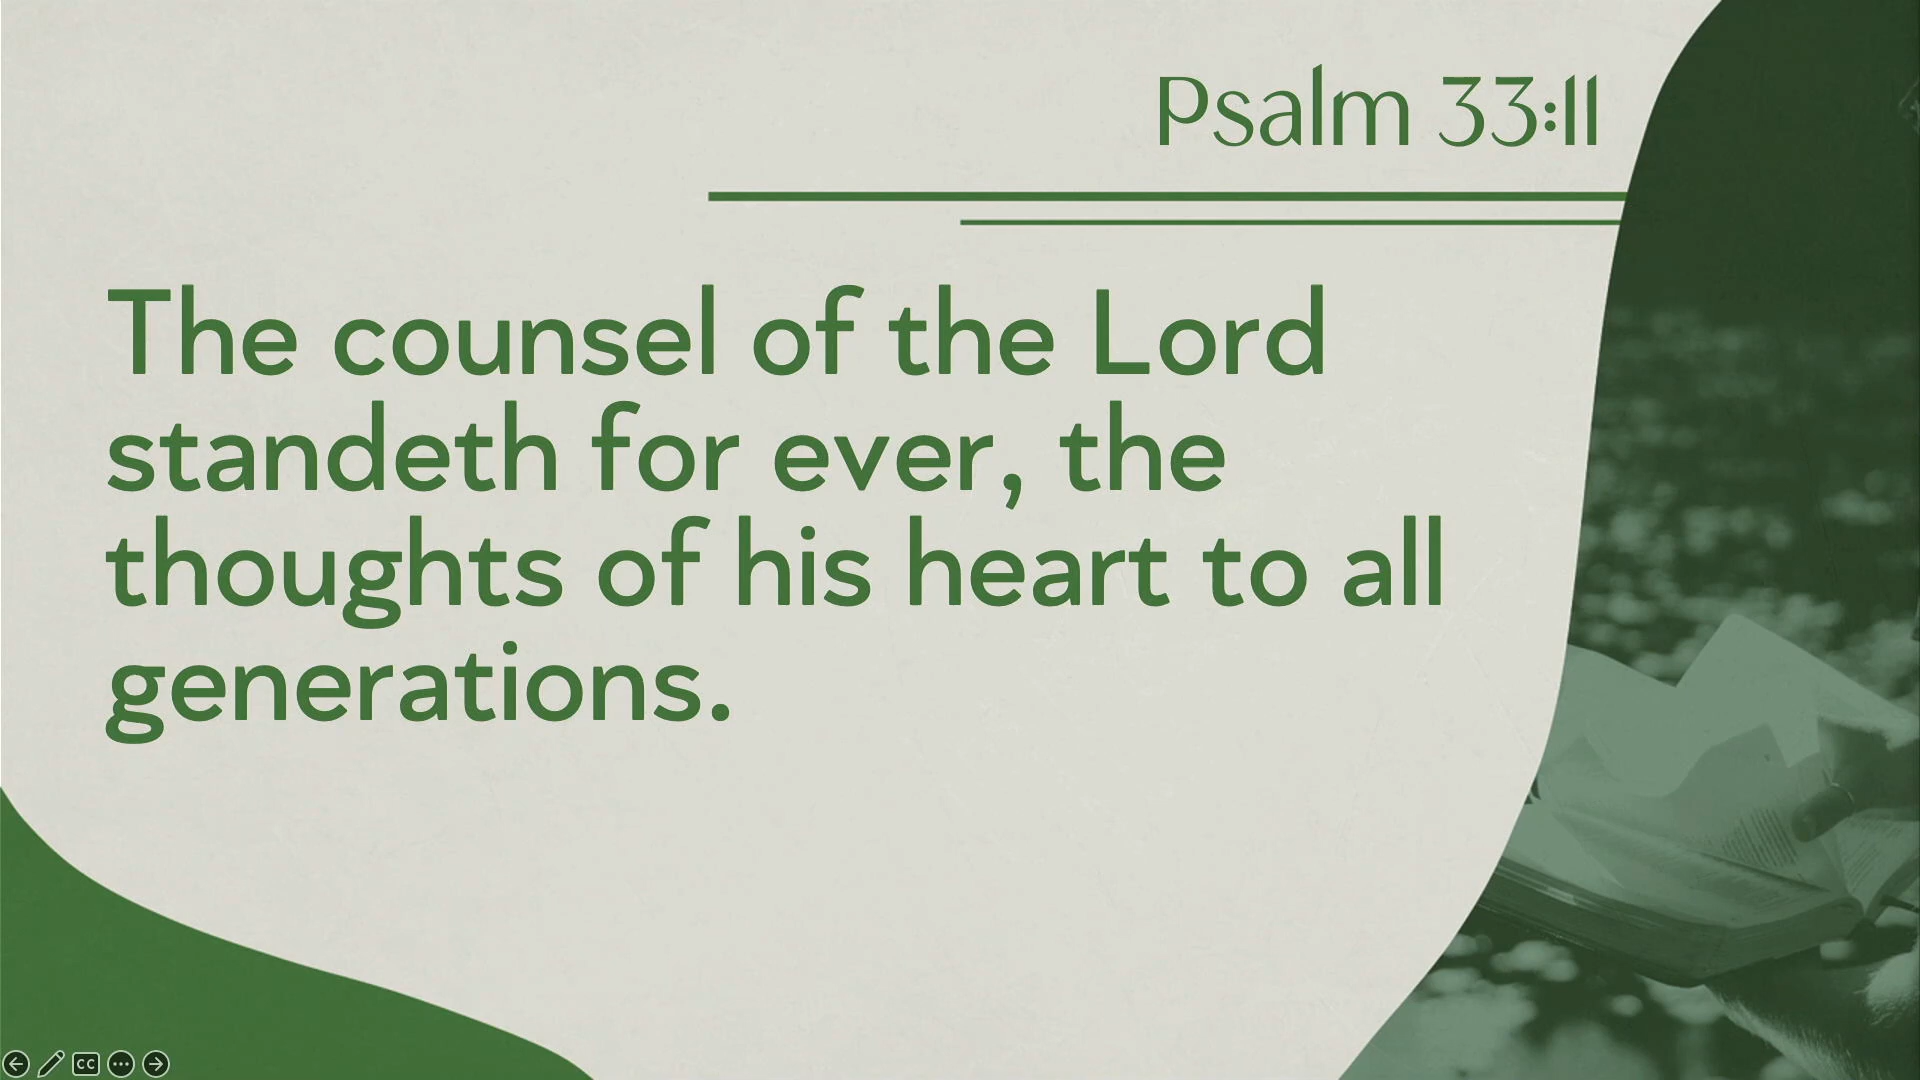 Psalm 33:11
The counsel of the Lord
standeth for ever, the
thoughts of his heart to all
generations.
CC